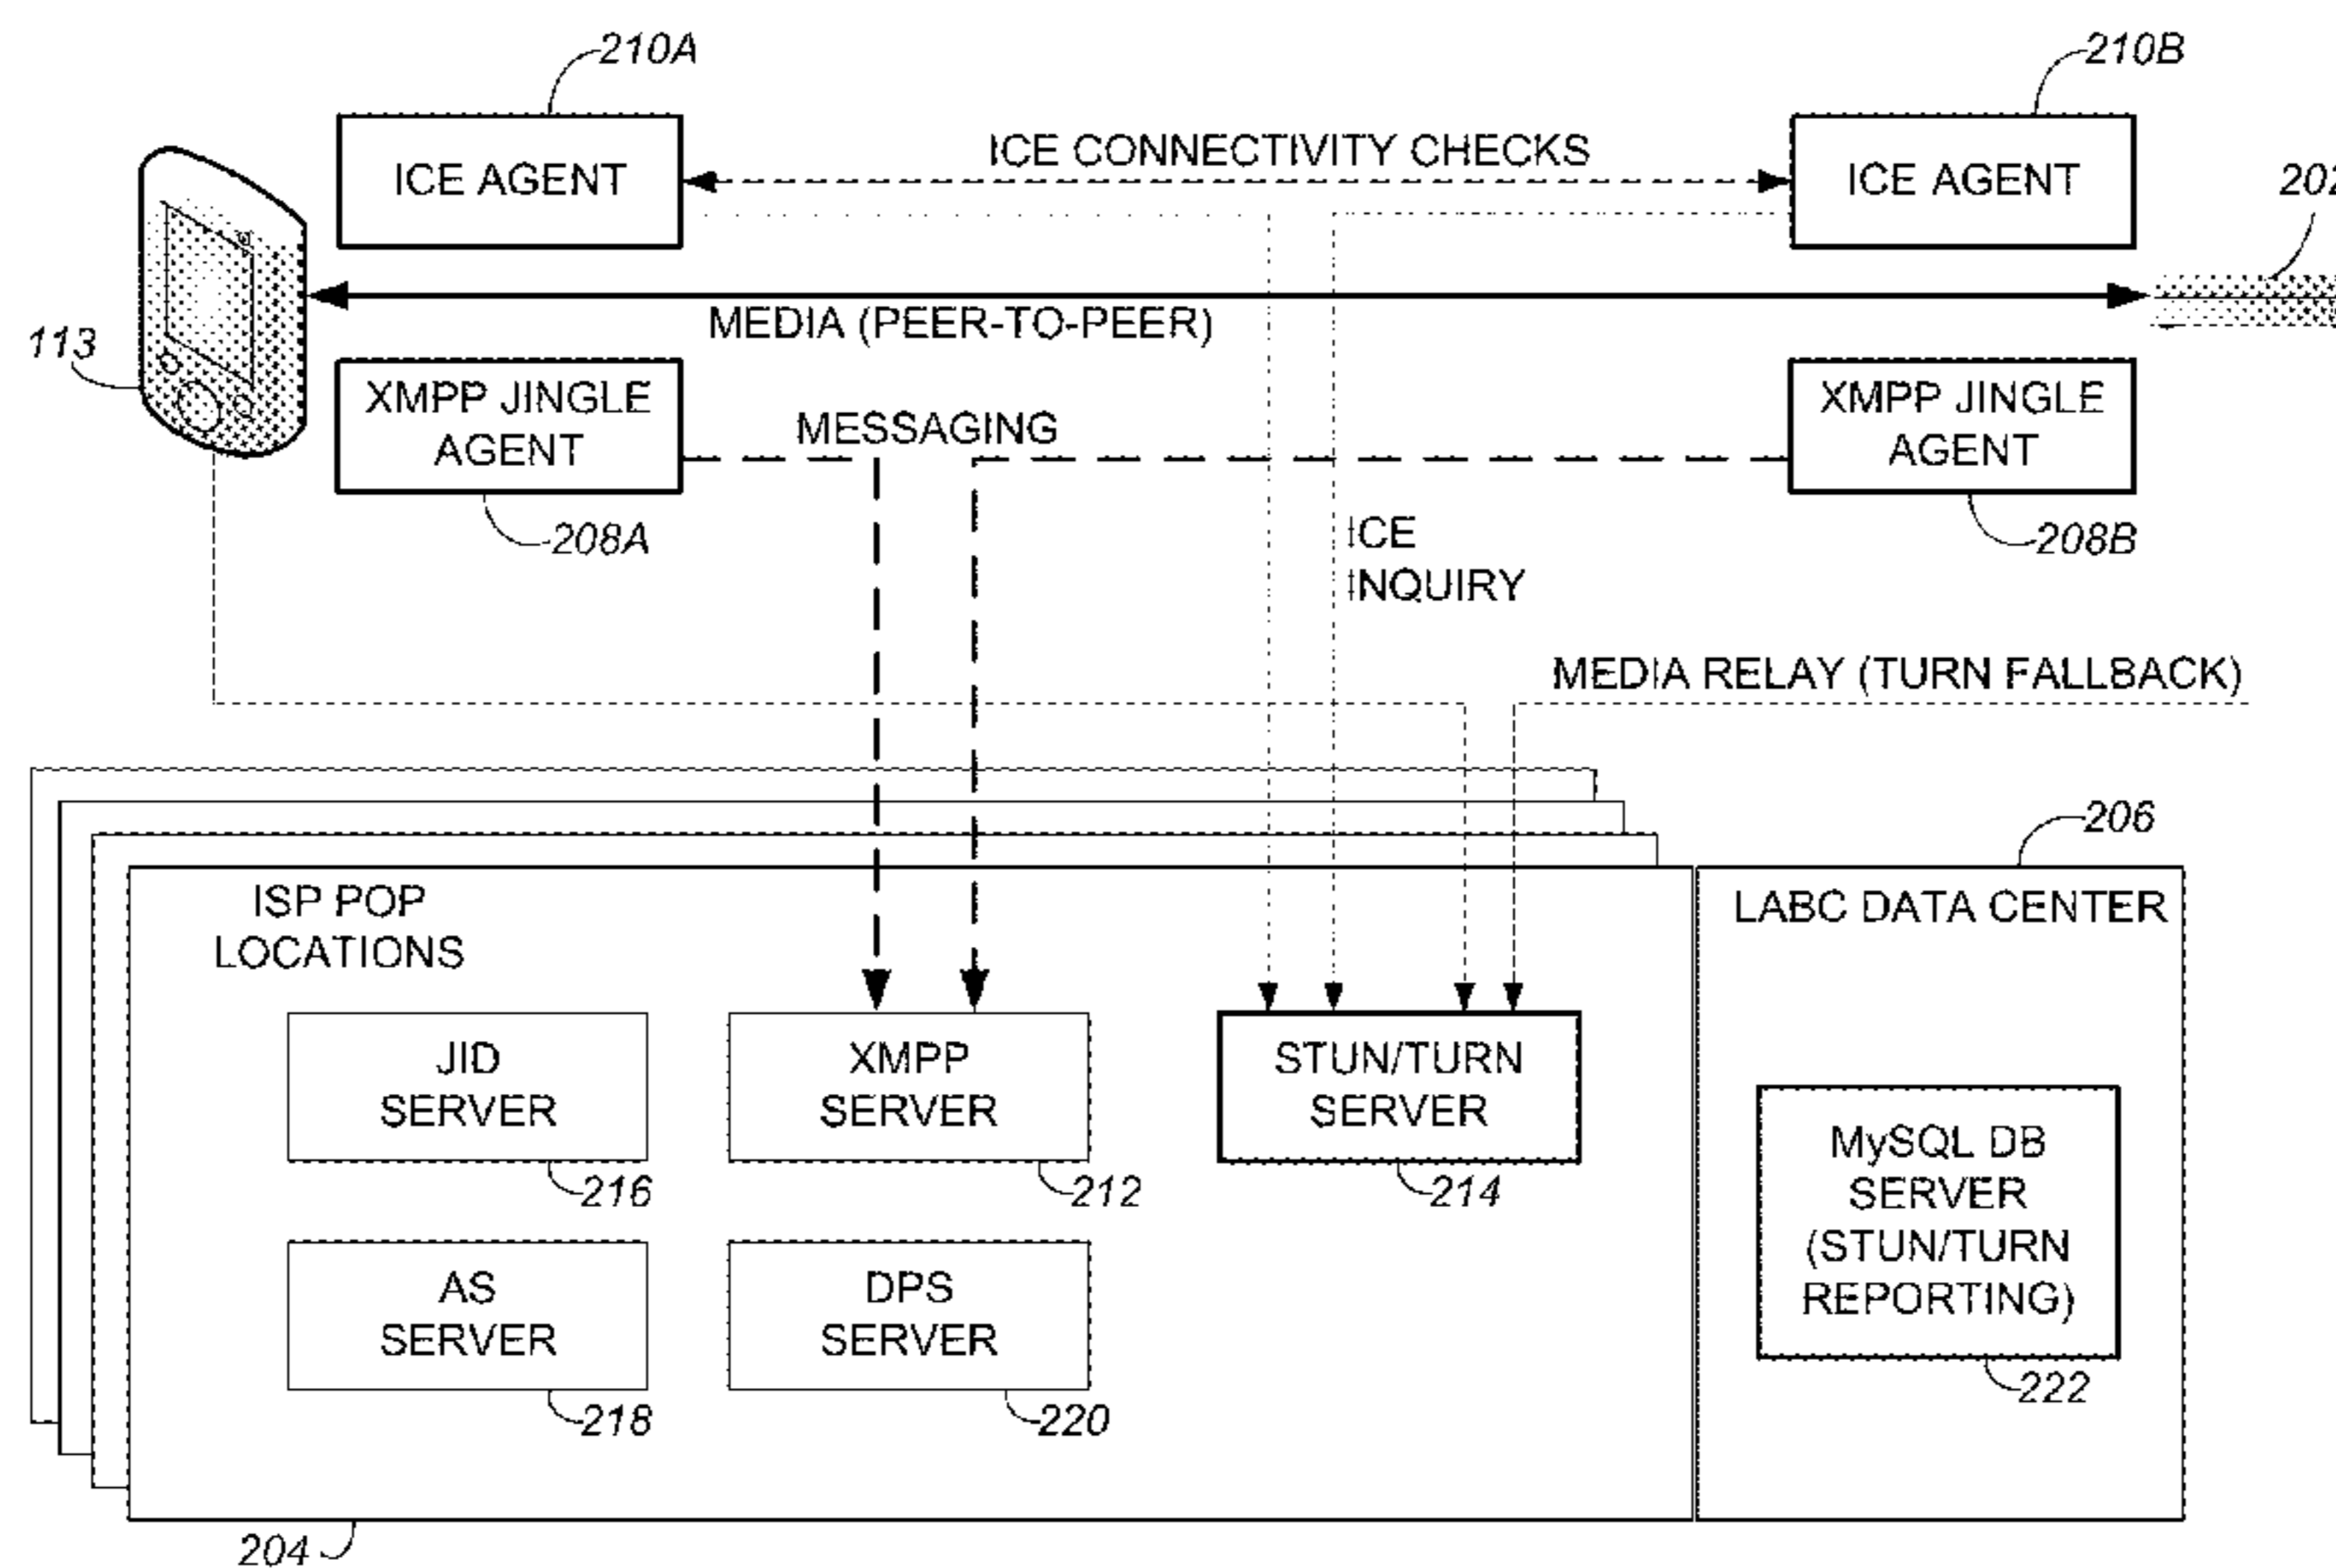 210A
210B
ICE AGENT
ICE CONNECTIVITY CHECKS
ICE AGENT
202
MEDIA (PEER-TO-PEER)
113
XMPP JINGLE
AGENT
MESSAGING
XMPP JINGLE
AGENT
208A
ICE
INQUIRY
208B
MEDIA RELAY (TURN FALLBACK)
206
ISP POP
LOCATIONS
LABC DATA CENTER
JID
SERVER
XMPP
SERVER
STUN/TURN
SERVER
216
212
214
MySQL DB
SERVER
(STUN/TURN
REPORTING)
AS
SERVER
DPS
SERVER
218
220
222
204